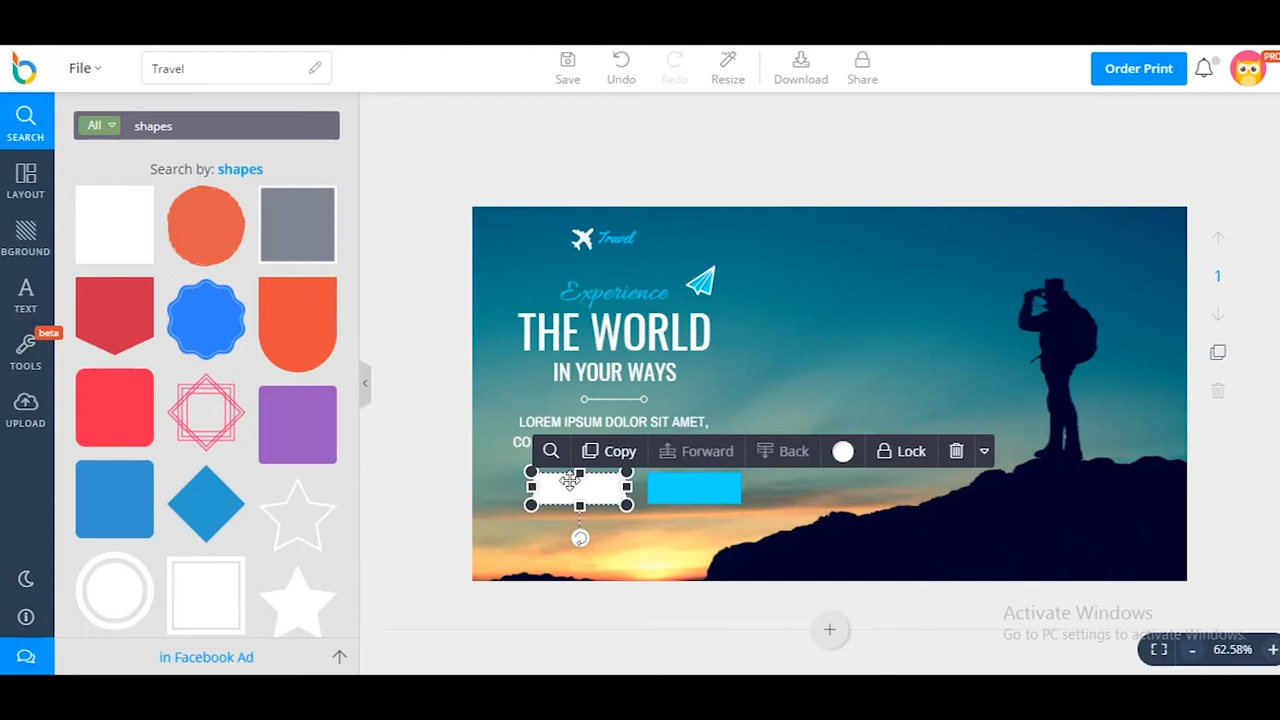 File
Travel
Save
Undo
Redo
Resize
Download
Share
Order Print
PRO
SEARCH
LAYOUT
BGROUND
TEXT
beta
TOOLS
UPLOAD
All
shapes
Search by: shapes
in Facebook Ad
Travel
Experience
THE WORLD
IN YOUR WAYS
LOREM IPSUM DOLOR SIT AMET,
CO
Copy
Forward
Back
Lock
1
Activate Windows
Go to PC settings to activate Windows.
62.58%